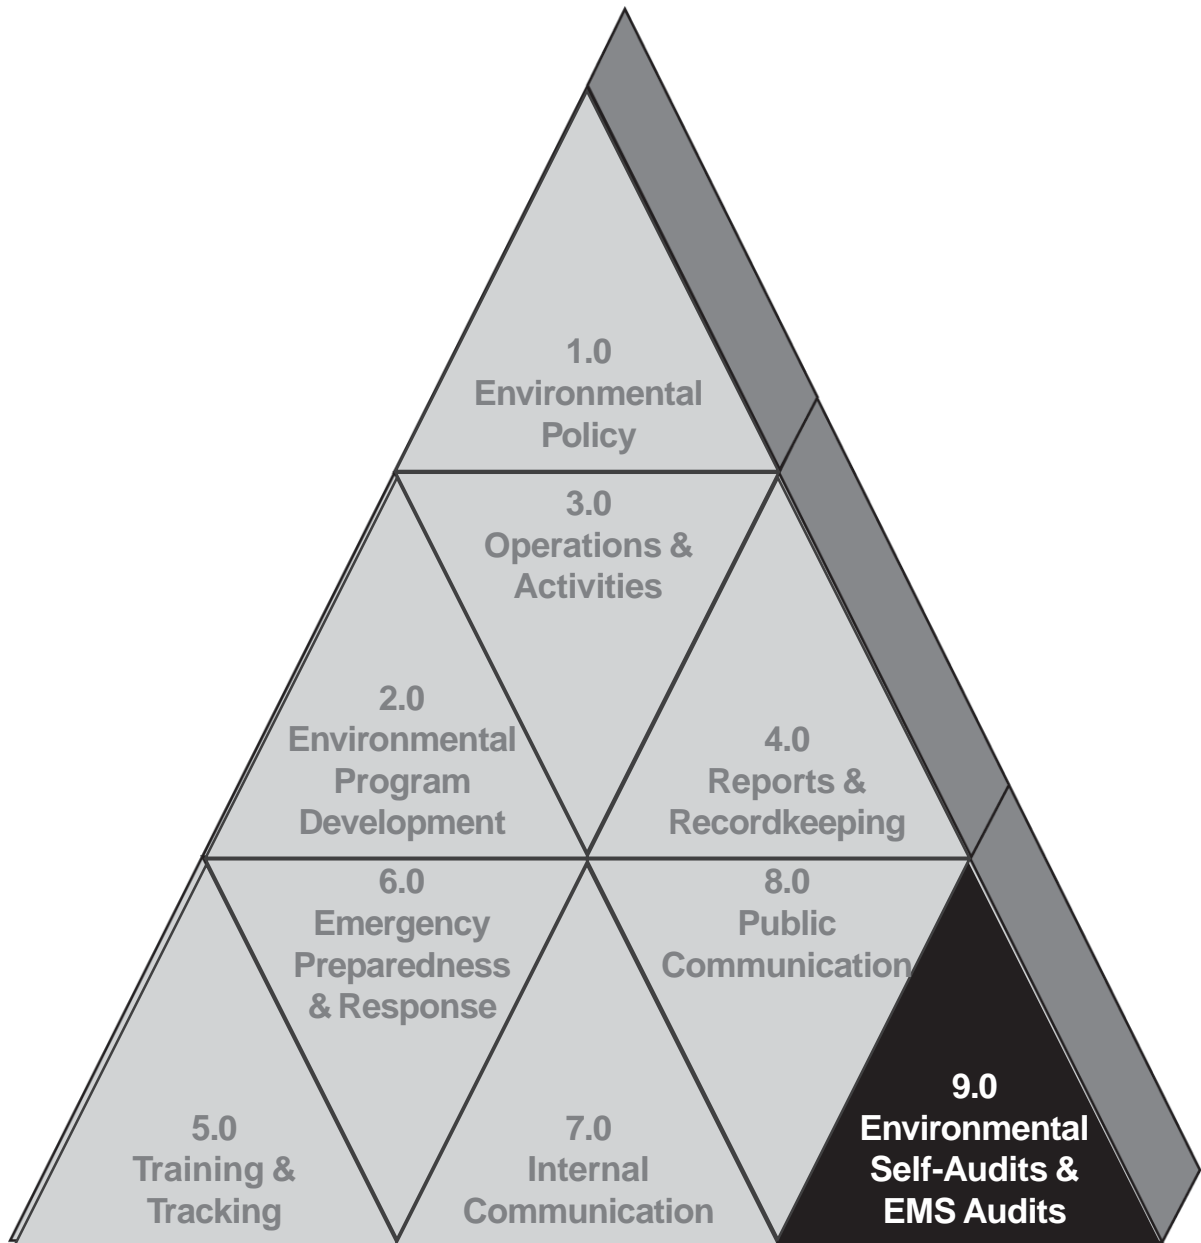 1.0
Environmental
Policy
3.0
Operations &
Activities
2.0
Environmental
Program
Development
4.0
Reports &
Recordkeeping
6.0
Emergency
Preparedness
& Response
8.0
Public
Communication
5.0
Training &
Tracking
7.0
Internal
Communication
9.0
Environmental
Self-Audits &
EMS Audits